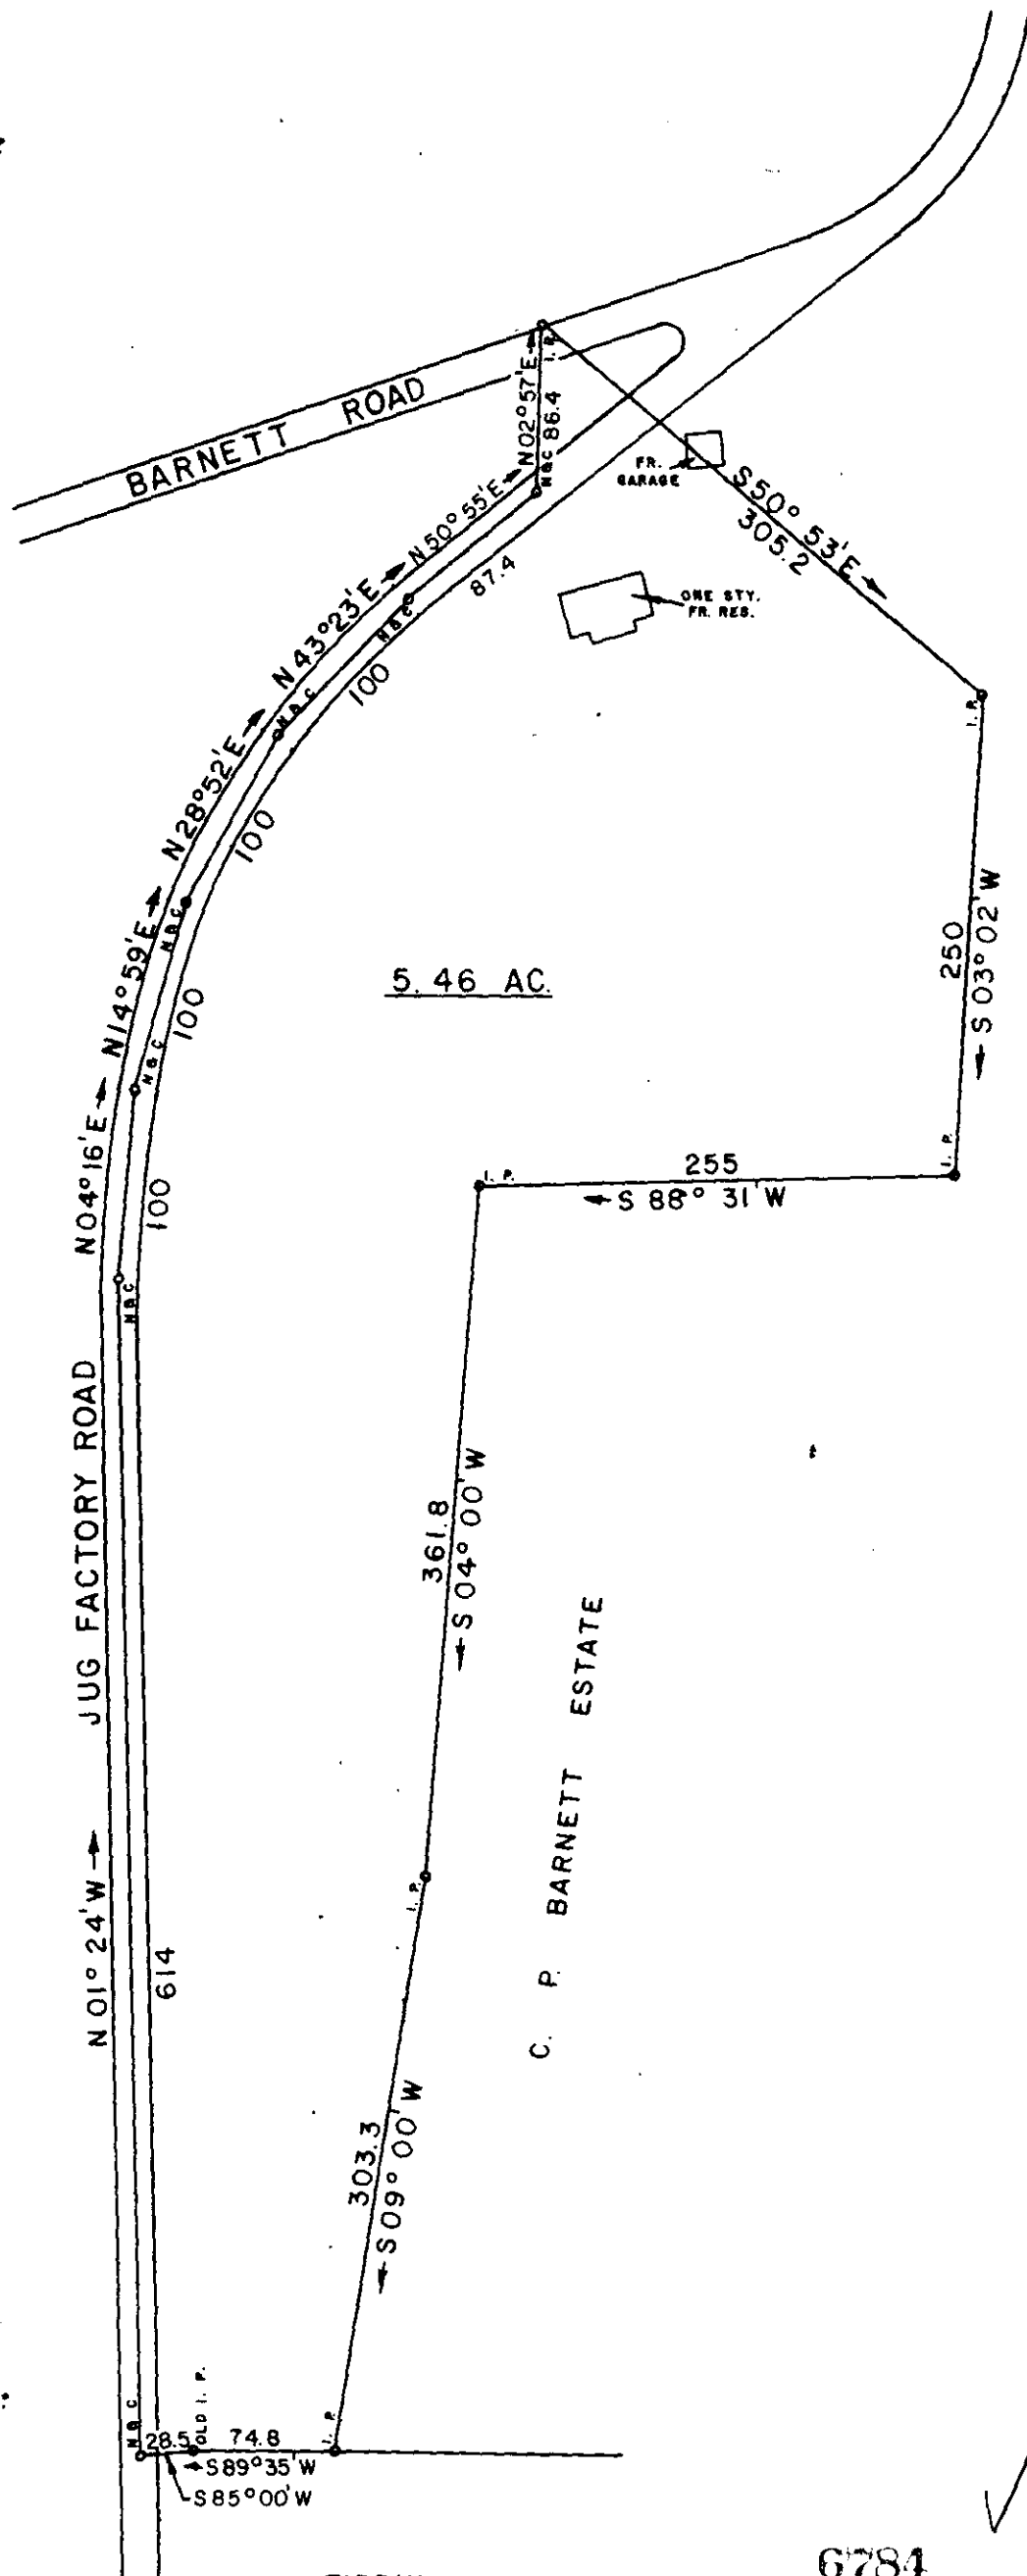 BARNETT ROAD
N02°57'E
86.4
I. P.
N&C
N50°55'E
87.4
FR.
GARAGE
S50° 53'E
305.2
ONE STY.
FR. RES.
N43°23'E
100
N&C
N&C
I. P.
N28°52'E
100
N&C
250
S 03° 02' W
N14°59'E
100
N&C
5.46 AC.
I. P.
N04°16'E
100
N&C
I. P.
255
S 88° 31' W
JUG FACTORY ROAD
361.8
S 04° 00' W
C. P. BARNETT ESTATE
I. P.
N 01° 24' W
614
303.3
S 09° 00' W
N&C
28.5
OLD I. P.
74.8
I. P.
S89°35'W
S85°00'W
6784